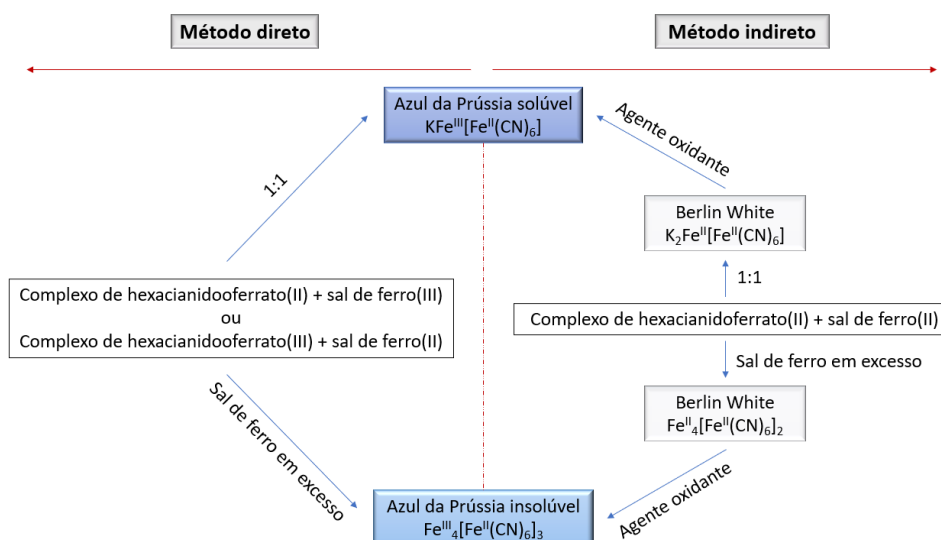 Método direto
Método indireto
Azul da Prússia solúvel
KFeᴵᴵᴵ[Feᴵᴵ(CN)₆]
Agente oxidante
1:1
Berlin White
K₂Feᴵᴵ[Feᴵᴵ(CN)₆]
1:1
Complexo de hexacianidooferrato(II) + sal de ferro(III)
ou
Complexo de hexacianidooferrato(III) + sal de ferro(II)
Complexo de hexacianidoferrato(II) + sal de ferro(II)
Sal de ferro em excesso
Sal de ferro em excesso
Berlin White
Feᴵᴵ₄[Feᴵᴵ(CN)₆]₂
Agente oxidante
Azul da Prússia insolúvel
Feᴵᴵᴵ₄[Feᴵᴵ(CN)₆]₃